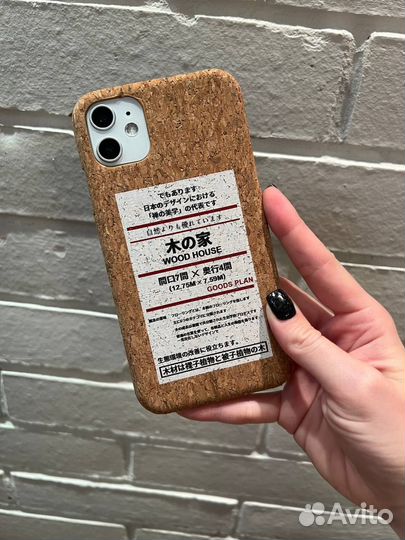 でもあります
日本のデザインにおける
「禅の美学」の代表です
自然よりも優れています
木の家
WOOD HOUSE
間口7間 × 奥行4間
(12.75M×7.59M)
GOODS PLAN
生態環境の改善に役立ちます。
木材は種子植物と被子植物の木
Avito